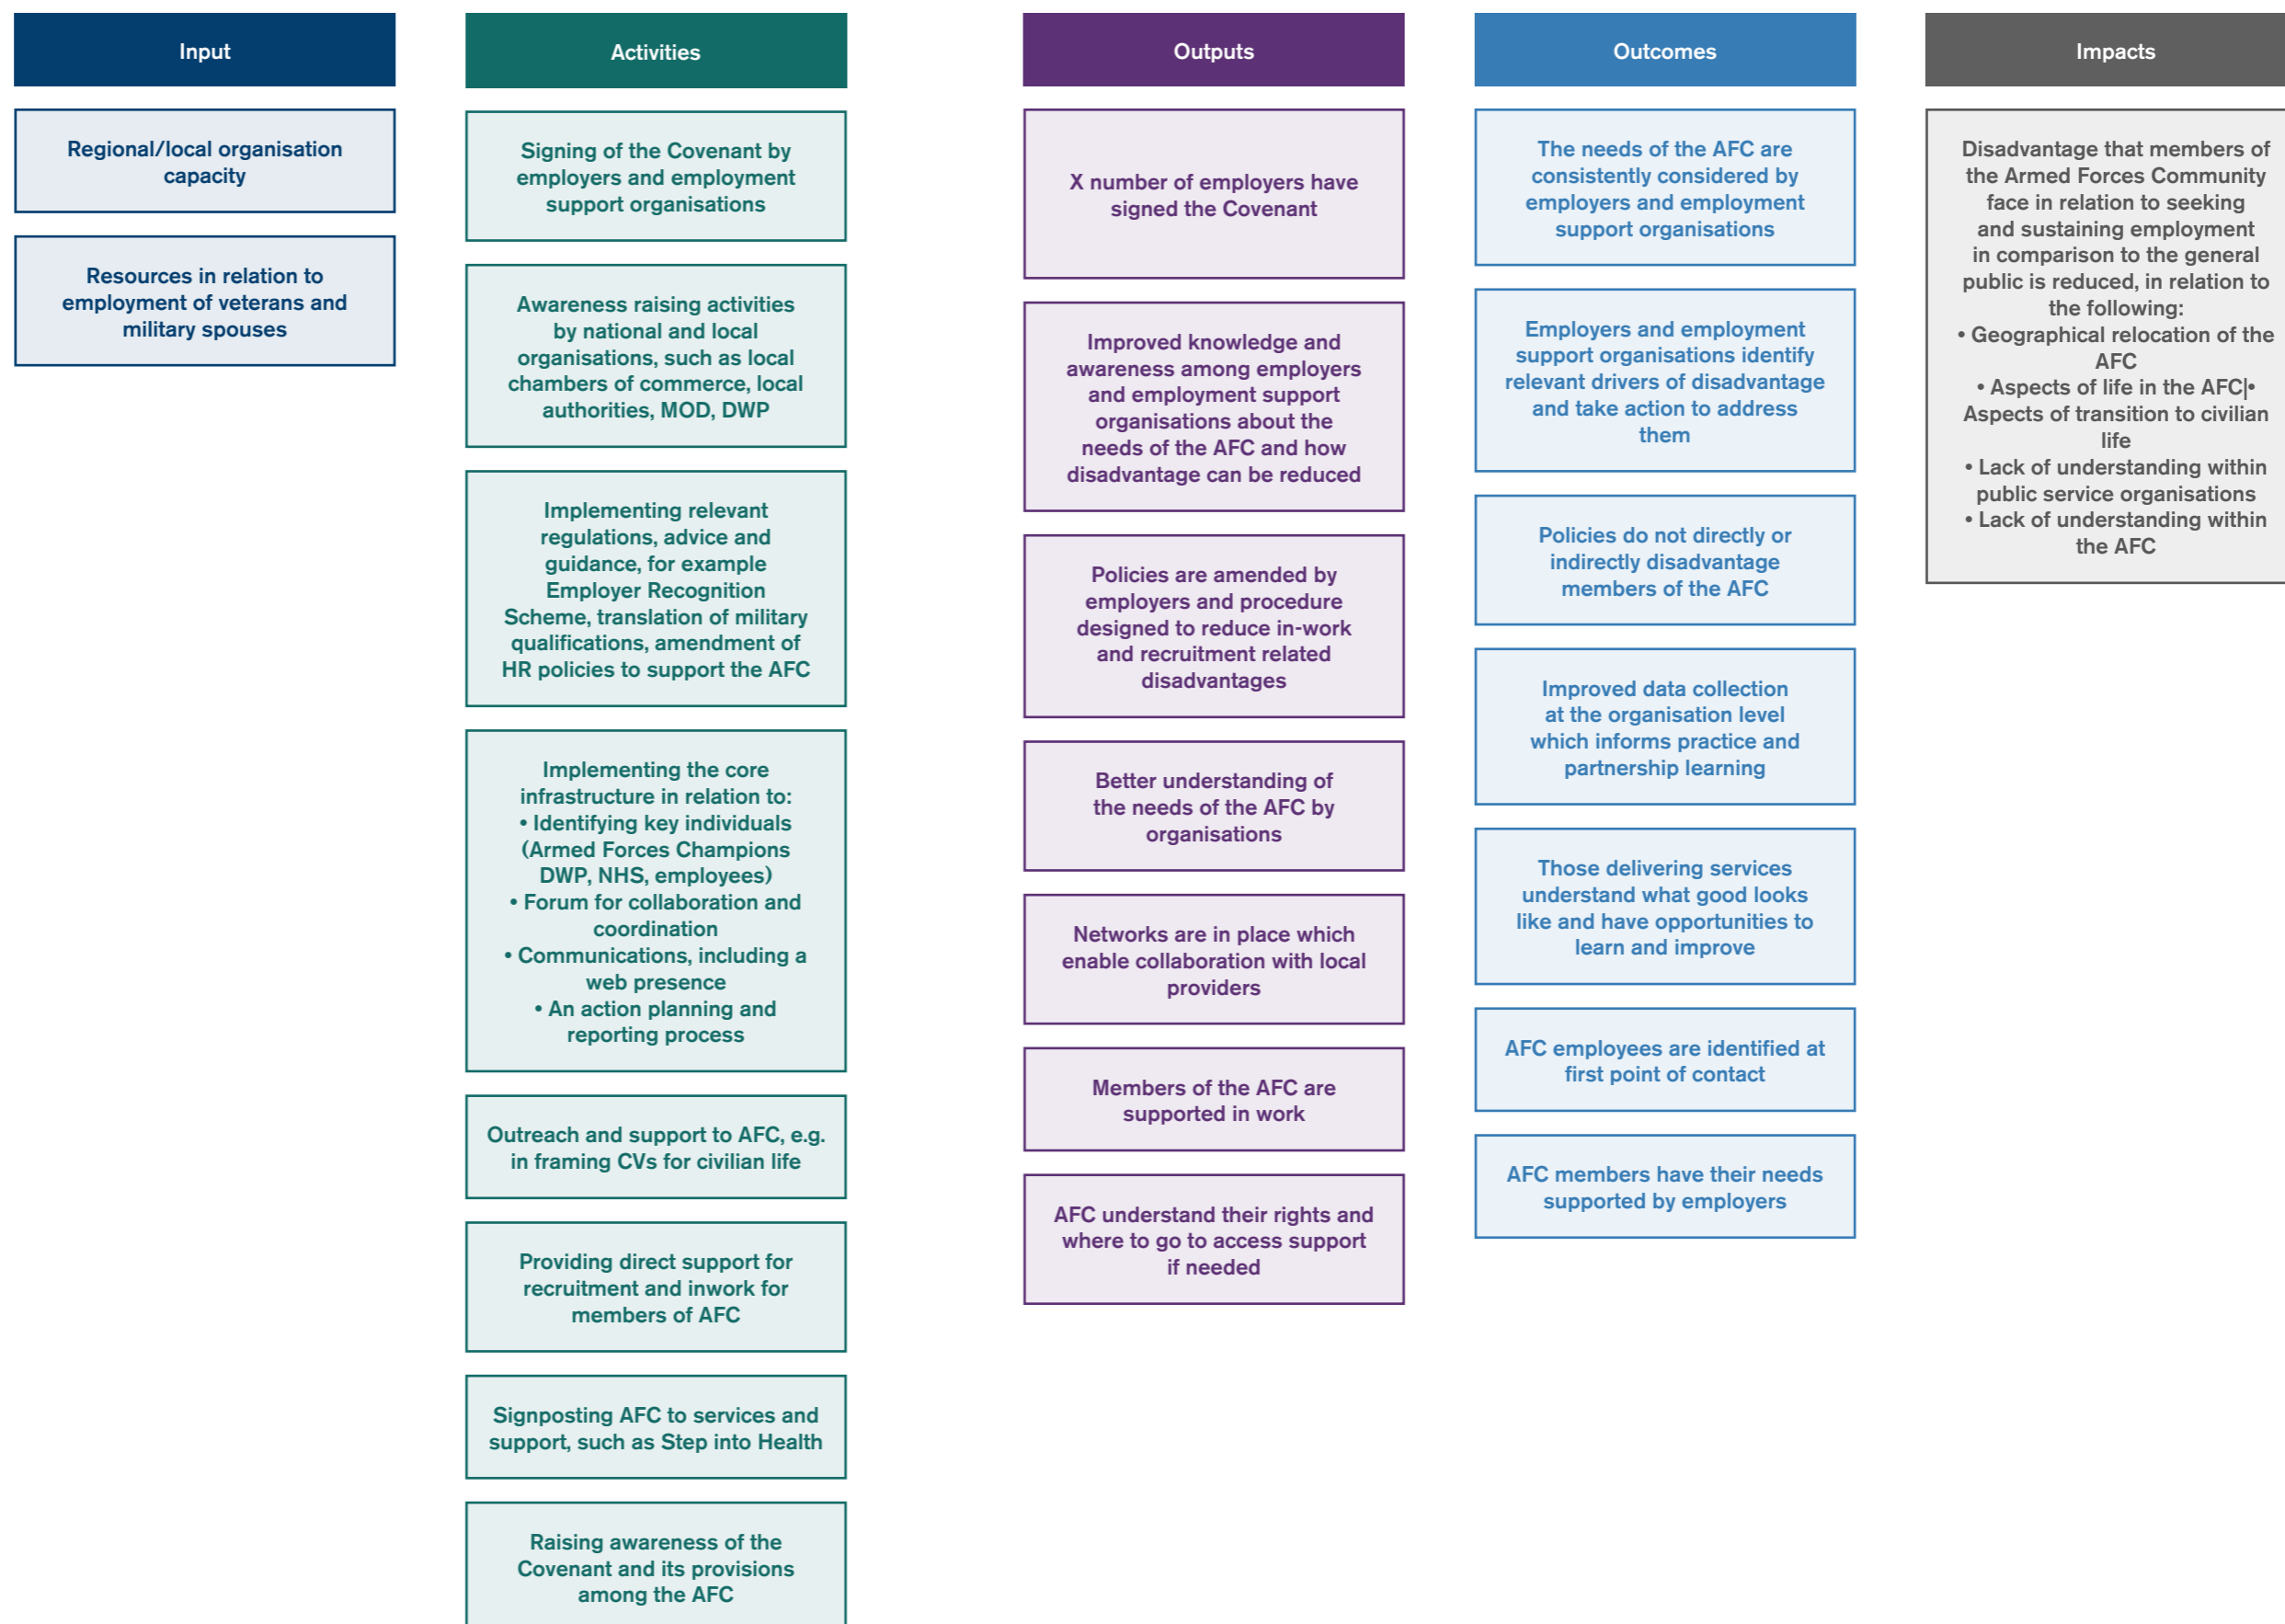 Input
Regional/local organisation
capacity
Resources in relation to
employment of veterans and
military spouses
Activities
Signing of the Covenant by
employers and employment
support organisations
Awareness raising activities
by national and local
organisations, such as local
chambers of commerce, local
authorities, MOD, DWP
Implementing relevant
regulations, advice and
guidance, for example
Employer Recognition
Scheme, translation of military
qualifications, amendment of
HR policies to support the AFC
Implementing the core
infrastructure in relation to:
• Identifying key individuals
(Armed Forces Champions
DWP, NHS, employees)
• Forum for collaboration and
coordination
• Communications, including a
web presence
• An action planning and
reporting process
Outreach and support to AFC, e.g.
in framing CVs for civilian life
Providing direct support for
recruitment and inwork for
members of AFC
Signposting AFC to services and
support, such as Step into Health
Raising awareness of the
Covenant and its provisions
among the AFC
Outputs
X number of employers have
signed the Covenant
Improved knowledge and
awareness among employers
and employment support
organisations about the
needs of the AFC and how
disadvantage can be reduced
Policies are amended by
employers and procedure
designed to reduce in-work
and recruitment related
disadvantages
Better understanding of
the needs of the AFC by
organisations
Networks are in place which
enable collaboration with local
providers
Members of the AFC are
supported in work
AFC understand their rights and
where to go to access support
if needed
Outcomes
The needs of the AFC are
consistently considered by
employers and employment
support organisations
Employers and employment
support organisations identify
relevant drivers of disadvantage
and take action to address
them
Policies do not directly or
indirectly disadvantage
members of the AFC
Improved data collection
at the organisation level
which informs practice and
partnership learning
Those delivering services
understand what good looks
like and have opportunities to
learn and improve
AFC employees are identified at
first point of contact
AFC members have their needs
supported by employers
Impacts
Disadvantage that members of
the Armed Forces Community
face in relation to seeking
and sustaining employment
in comparison to the general
public is reduced, in relation to
the following:
• Geographical relocation of the
AFC
• Aspects of life in the AFC|•
Aspects of transition to civilian
life
• Lack of understanding within
public service organisations
• Lack of understanding within
the AFC